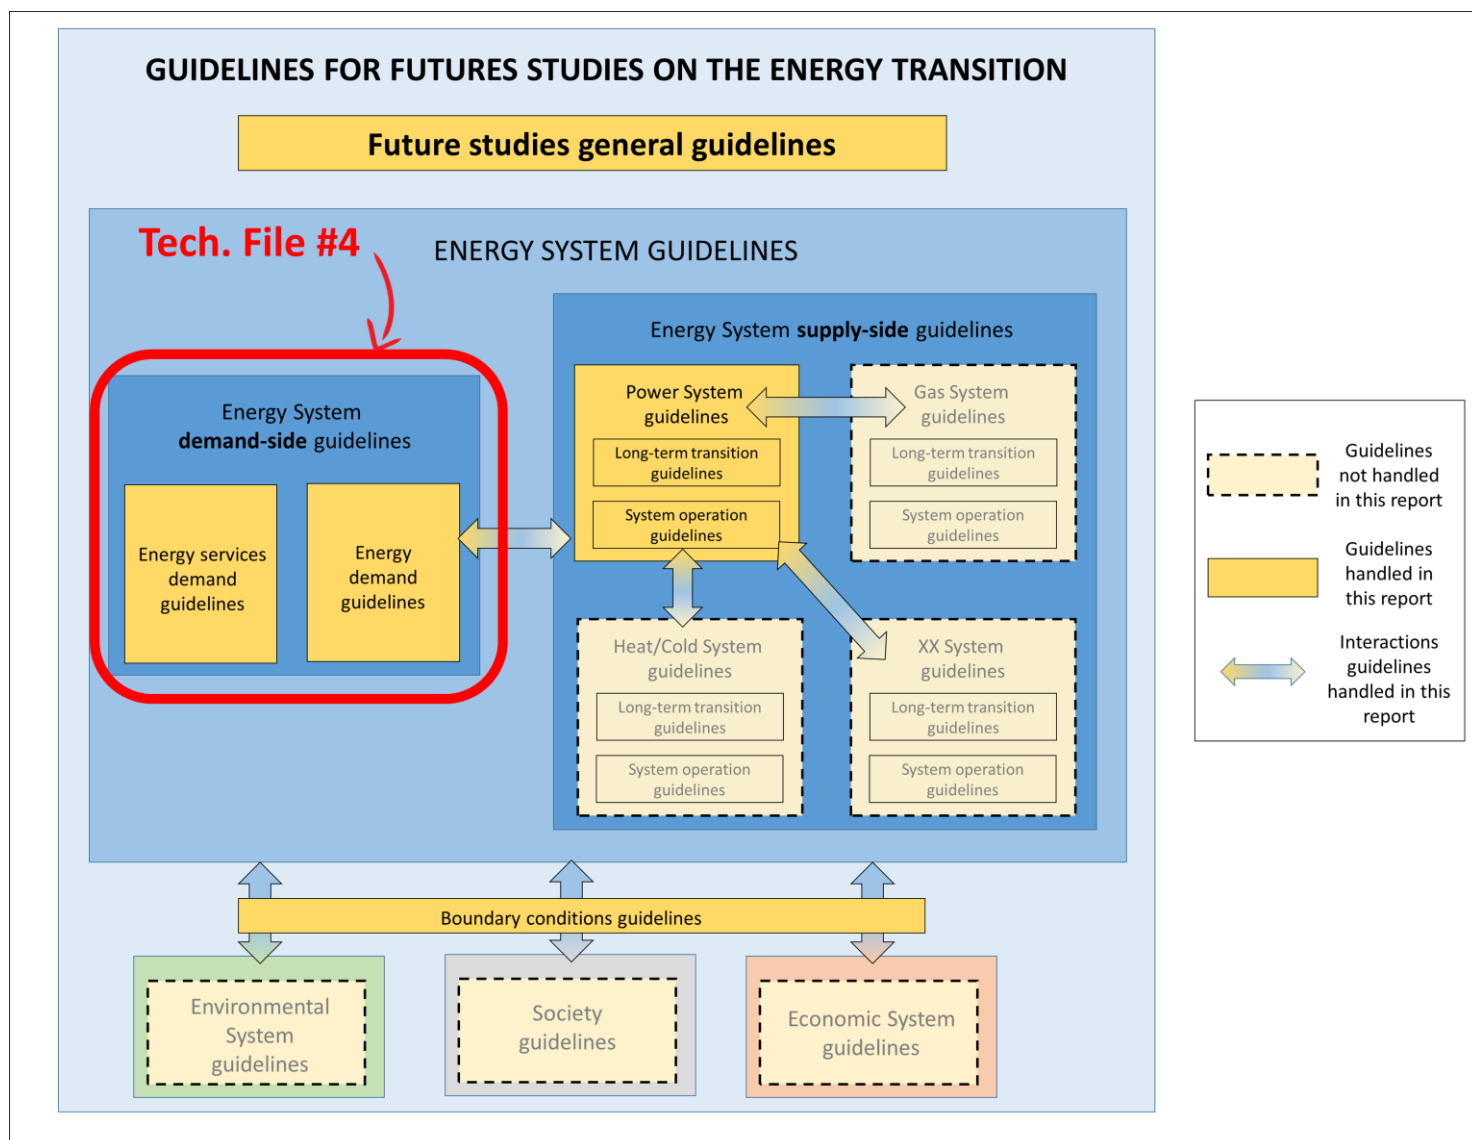 GUIDELINES FOR FUTURES STUDIES ON THE ENERGY TRANSITION
Future studies general guidelines
Tech. File #4
ENERGY SYSTEM GUIDELINES
Energy System
demand-side guidelines
Energy services
demand
guidelines
Energy
demand
guidelines
Energy System supply-side guidelines
Power System
guidelines
Long-term transition
guidelines
System operation
guidelines
Gas System
guidelines
Long-term transition
guidelines
System operation
guidelines
Heat/Cold System
guidelines
Long-term transition
guidelines
System operation
guidelines
XX System
guidelines
Long-term transition
guidelines
System operation
guidelines
Boundary conditions guidelines
Environmental
System
guidelines
Society
guidelines
Economic System
guidelines
Guidelines
not handled
in this report
Guidelines
handled in
this report
Interactions
guidelines
handled in this
report